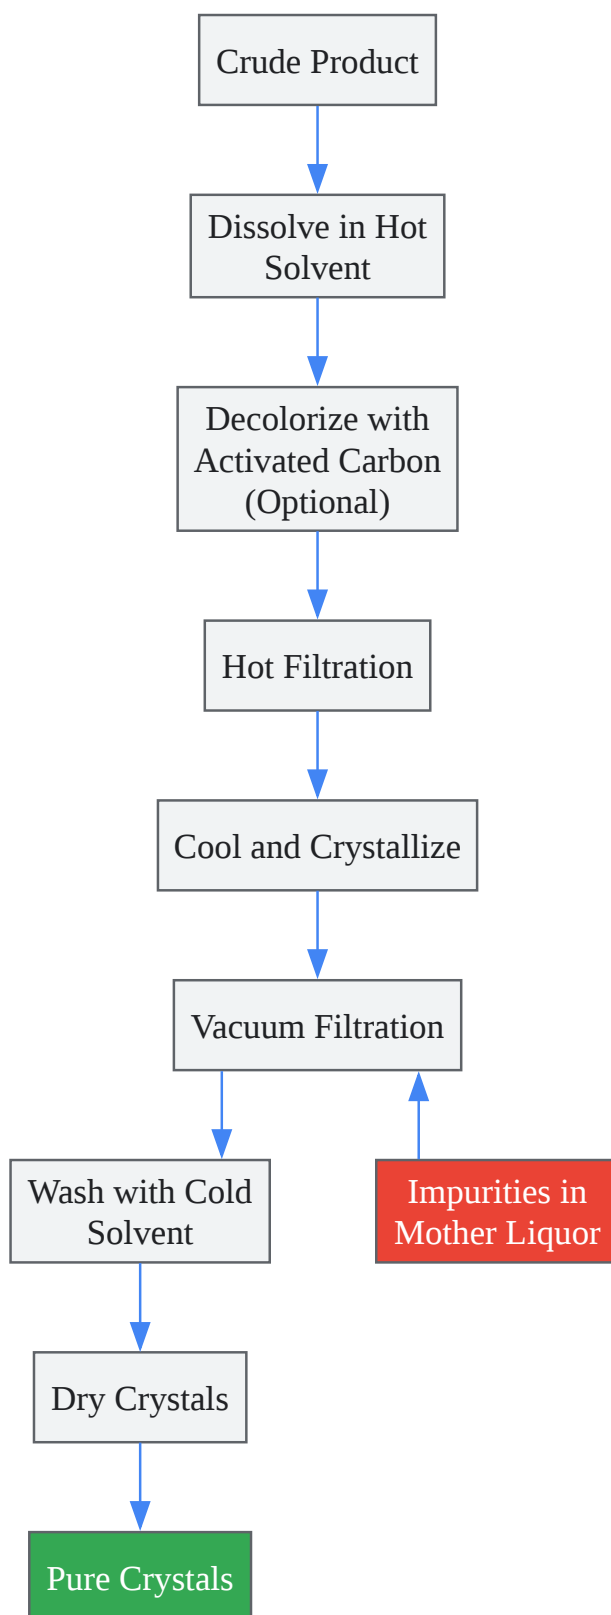 Crude Product
Dissolve in Hot
Solvent
Decolorize with
Activated Carbon
(Optional)
Hot Filtration
Cool and Crystallize
Vacuum Filtration
Wash with Cold
Solvent
Impurities in
Mother Liquor
Dry Crystals
Pure Crystals